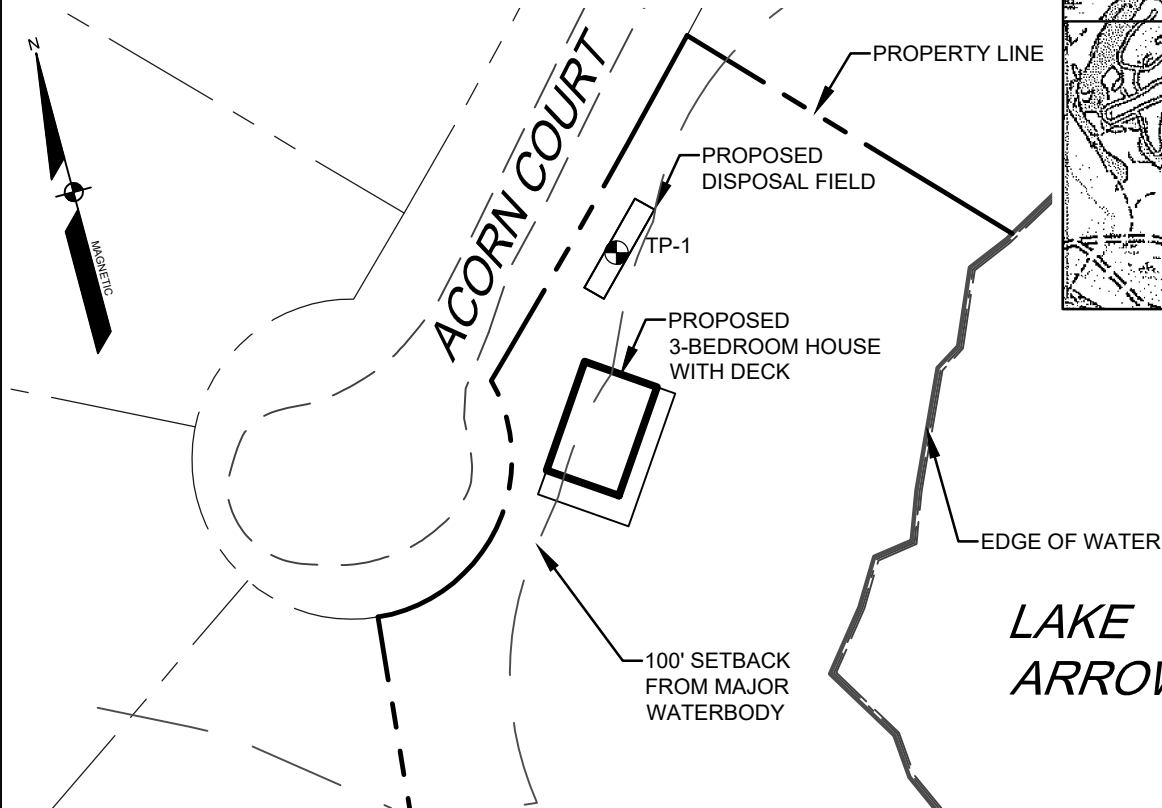 N
MAGNETIC
ACORN COURT
PROPERTY LINE
PROPOSED
DISPOSAL FIELD
TP-1
PROPOSED
3-BEDROOM HOUSE
WITH DECK
EDGE OF WATER
LAKE
ARROW
100' SETBACK
FROM MAJOR
WATERBODY